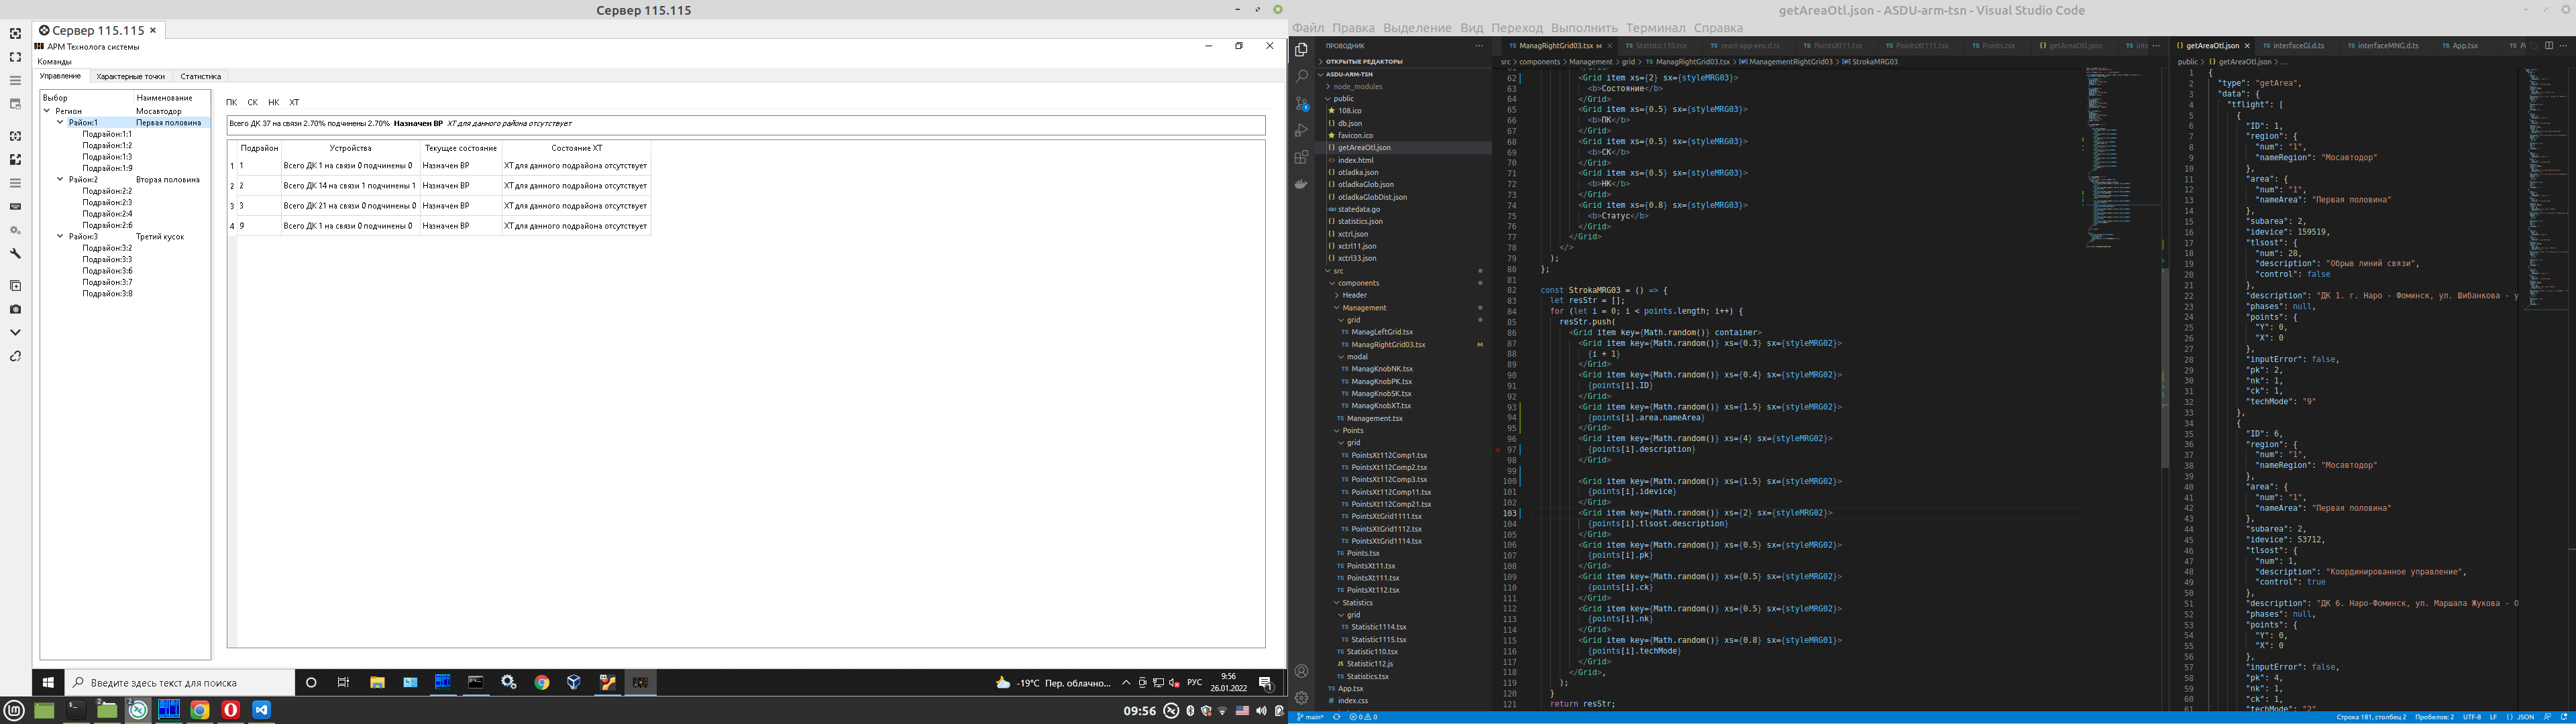 Сервер 115.115
Сервер 115.115 ×
АРМ Технолога системы
Команды
Управление Характерные точки Статистика
Выбор Наименование
Регион Мосавтодор
Район:1 Первая половина
Подрайон:1:1
Подрайон:1:2
Подрайон:1:3
Подрайон:1:9
Район:2 Вторая половина
Подрайон:2:2
Подрайон:2:3
Подрайон:2:4
Подрайон:2:6
Район:3 Третий кусок
Подрайон:3:2
Подрайон:3:3
Подрайон:3:6
Подрайон:3:7
Подрайон:3:8
ПК СК НК ХТ
Всего ДК 37 на связи 2.70% подчинены 2.70% Назначен ВР ХТ для данного района отсутствует
Подрайон Устройства Текущее состояние Состояние ХТ
1 1 Всего ДК 1 на связи 0 подчинены 0 Назначен ВР ХТ для данного подрайона отсутствует
2 2 Всего ДК 14 на связи 1 подчинены 1 Назначен ВР ХТ для данного подрайона отсутствует
3 3 Всего ДК 21 на связи 0 подчинены 0 Назначен ВР ХТ для данного подрайона отсутствует
4 9 Всего ДК 1 на связи 0 подчинены 0 Назначен ВР ХТ для данного подрайона отсутствует
Введите здесь текст для поиска
-19°C Пер. облачно... РУС 9:56
26.01.2022
09:56
getAreaOtl.json - ASDU-arm-tsn - Visual Studio Code
Файл Правка Выделение Вид Переход Выполнить Терминал Справка
ПРОВОДНИК
ОТКРЫТЫЕ РЕДАКТОРЫ
ASDU-ARM-TSN
node_modules
public
108.ico
db.json
favicon.ico
getAreaOtl.json
index.html
otladka.json
otladkaGlob.json
otladkaGlobDist.json
statedata.go
statistics.json
xctrl.json
xctrl11.json
xctrl33.json
src
components
Header
Management
grid
ManagLeftGrid.tsx
ManagRightGrid03.tsx M
modal
ManagKnobNK.tsx
ManagKnobPK.tsx
ManagKnobSK.tsx
ManagKnobXT.tsx
Management.tsx
Points
grid
PointsXt112Comp1.tsx
PointsXt112Comp2.tsx
PointsXt112Comp3.tsx
PointsXt112Comp11.tsx
PointsXt112Comp21.tsx
PointsXtGrid1111.tsx
PointsXtGrid1112.tsx
PointsXtGrid1114.tsx
Points.tsx
PointsXt11.tsx
PointsXt111.tsx
PointsXt112.tsx
Statistics
grid
Statistic1114.tsx
Statistic1115.tsx
Statistic110.tsx
Statistic112.js
Statistics.tsx
App.tsx
index.css
main*
ManagRightGrid03.tsx M Statistic110.tsx react-app-env.d.ts PointsXt11.tsx PointsXt111.tsx Points.tsx getAreaOtl.json
src > components > Management > grid > ManagRightGrid03.tsx > ManagementRightGrid03 > StrokaMRG03
62 <Grid item xs={2} sx={styleMRG03}>
63 <b>Состояние</b>
64 </Grid>
65 <Grid item xs={0.5} sx={styleMRG03}>
66 <b>ПК</b>
67 </Grid>
68 <Grid item xs={0.5} sx={styleMRG03}>
69 <b>СК</b>
70 </Grid>
71 <Grid item xs={0.5} sx={styleMRG03}>
72 <b>НК</b>
73 </Grid>
74 <Grid item xs={0.8} sx={styleMRG03}>
75 <b>Статус</b>
76 </Grid>
77 </Grid>
78 </>
79 );
80 };
81
82 const StrokaMRG03 = () => {
83 let resStr = [];
84 for (let i = 0; i < points.length; i++) {
85 resStr.push(
86 <Grid item key={Math.random()} container>
87 <Grid item key={Math.random()} xs={0.3} sx={styleMRG02}>
88 {i + 1}
89 </Grid>
90 <Grid item key={Math.random()} xs={0.4} sx={styleMRG02}>
91 {points[i].ID}
92 </Grid>
93 <Grid item key={Math.random()} xs={1.5} sx={styleMRG02}>
94 {points[i].area.nameArea}
95 </Grid>
96 <Grid item key={Math.random()} xs={4} sx={styleMRG02}>
97 {points[i].description}
98 </Grid>
99
100 <Grid item key={Math.random()} xs={1.5} sx={styleMRG02}>
101 {points[i].idevice}
102 </Grid>
103 <Grid item key={Math.random()} xs={2} sx={styleMRG02}>
104 {points[i].tlsost.description}
105 </Grid>
106 <Grid item key={Math.random()} xs={0.5} sx={styleMRG02}>
107 {points[i].pk}
108 </Grid>
109 <Grid item key={Math.random()} xs={0.5} sx={styleMRG02}>
110 {points[i].ck}
111 </Grid>
112 <Grid item key={Math.random()} xs={0.5} sx={styleMRG02}>
113 {points[i].nk}
114 </Grid>
115 <Grid item key={Math.random()} xs={0.8} sx={styleMRG01}>
116 {points[i].techMode}
117 </Grid>
118 </Grid>,
119 );
120 }
121 return resStr;
getAreaOtl.json × interfaceGl.d.ts interfaceMNG.d.ts App.tsx
public > getAreaOtl.json > ...
1 {
2 "type": "getArea",
3 "data": {
4 "tflight": [
5 {
6 "ID": 1,
7 "region": {
8 "num": "1",
9 "nameRegion": "Мосавтодор"
10 },
11 "area": {
12 "num": "1",
13 "nameArea": "Первая половина"
14 },
15 "subarea": 2,
16 "idevice": 159519,
17 "tlsost": {
18 "num": 28,
19 "description": "Обрыв линий связи",
20 "control": false
21 },
22 "description": "ДК 1. г. Наро - Фоминск, ул. Шибанкова - у
23 "phases": null,
24 "points": {
25 "Y": 0,
26 "X": 0
27 },
28 "inputError": false,
29 "pk": 2,
30 "nk": 1,
31 "ck": 1,
32 "techMode": "9"
33 },
34 {
35 "ID": 6,
36 "region": {
37 "num": "1",
38 "nameRegion": "Мосавтодор"
39 },
40 "area": {
41 "num": "1",
42 "nameArea": "Первая половина"
43 },
44 "subarea": 2,
45 "idevice": 53712,
46 "tlsost": {
47 "num": 1,
48 "description": "Координированное управление",
49 "control": true
50 },
51 "description": "ДК 6. Наро-Фоминск, ул. Маршала Жукова - О
52 "phases": null,
53 "points": {
54 "Y": 0,
55 "X": 0
56 },
57 "inputError": false,
58 "pk": 4,
59 "nk": 1,
60 "ck": 1,
61 "techMode": "2"
Строка 181, столбец 2 Пробелов: 2 UTF-8 LF {} JSON